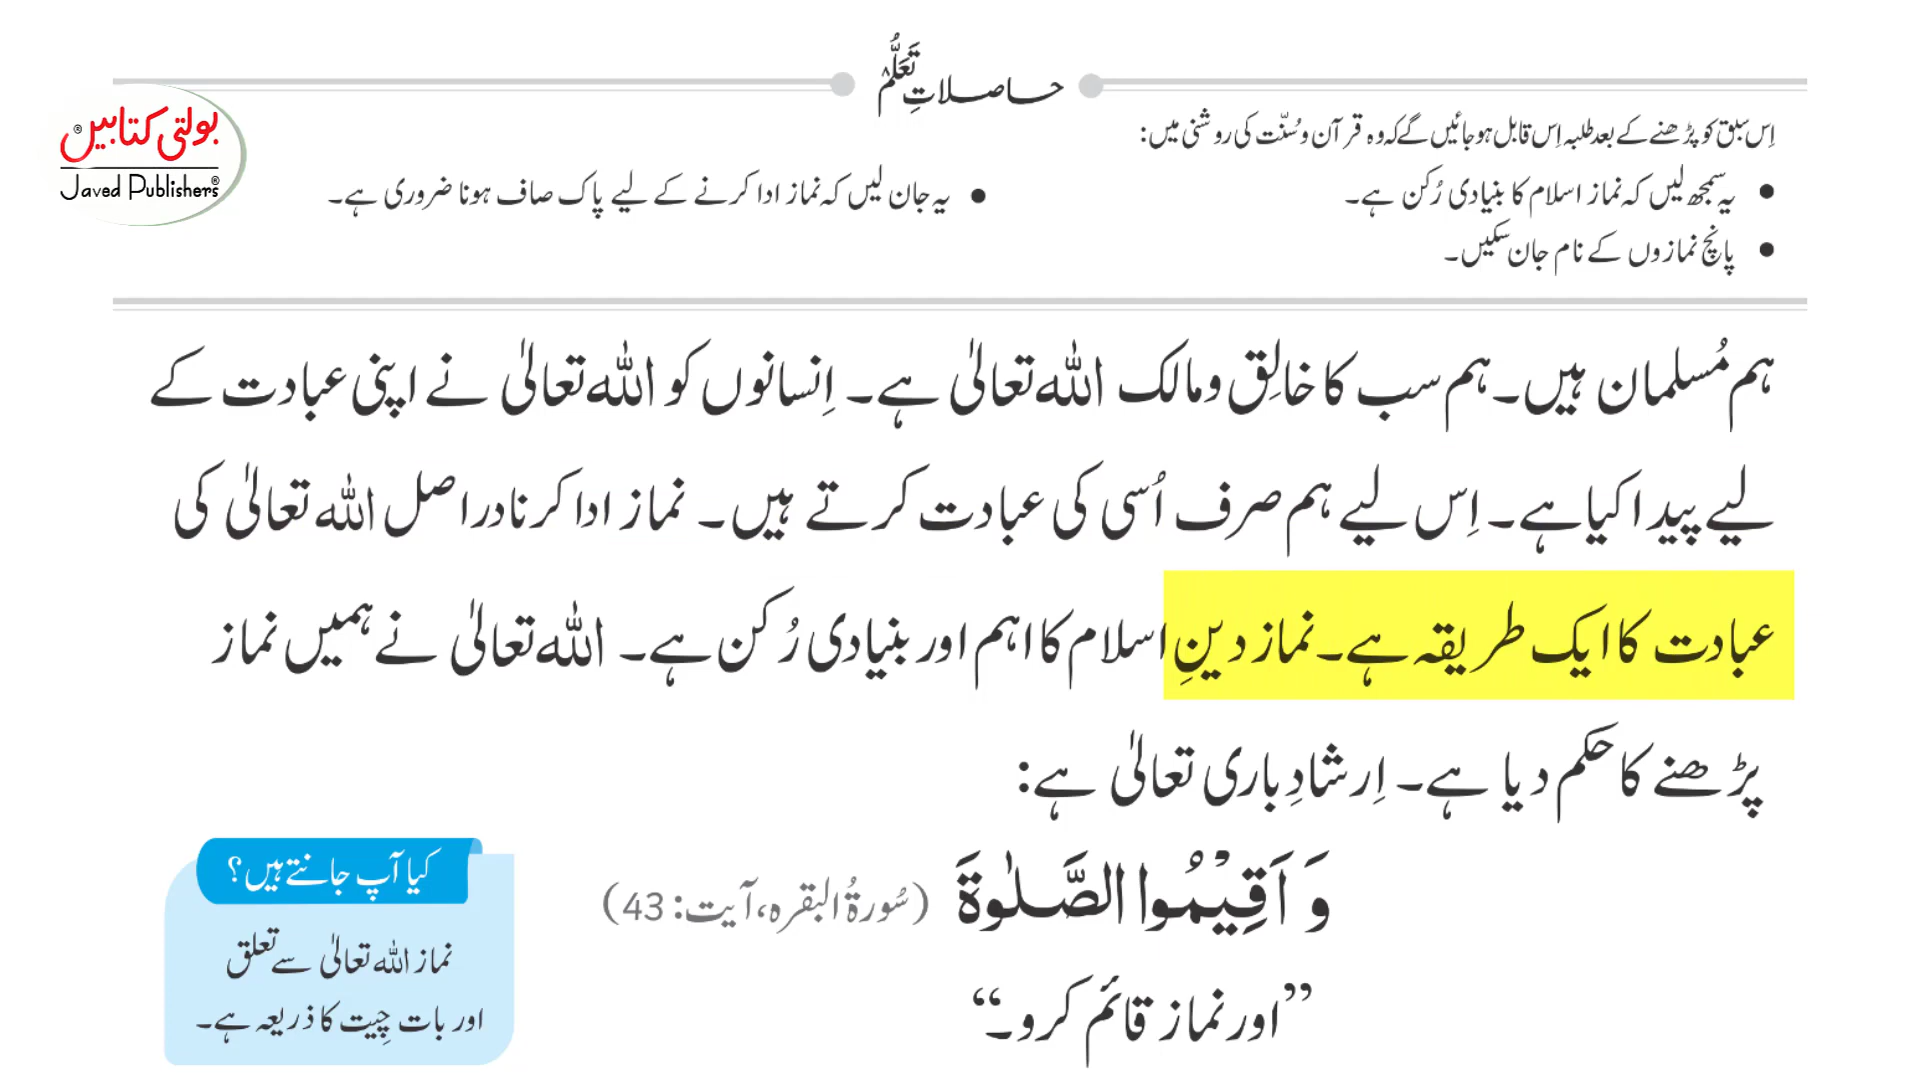 حاصلاتِ تَعَلُّم
بولتی کتابیں®
Javed Publishers®
اِس سبق کو پڑھنے کے بعد طلبہ اِس قابل ہو جائیں گے کہ وہ قرآن و سُنّت کی روشنی میں:
• یہ سمجھ لیں کہ نماز اسلام کا بنیادی رُکن ہے۔
• یہ جان لیں کہ نماز ادا کرنے کے لیے پاک صاف ہونا ضروری ہے۔
• پانچ نمازوں کے نام جان سکیں۔
ہم مُسلمان ہیں۔ ہم سب کا خالِق و مالک اللہ تعالیٰ ہے۔ اِنسانوں کو اللہ تعالیٰ نے اپنی عبادت کے
لیے پیدا کیا ہے۔ اِس لیے ہم صرف اُسی کی عبادت کرتے ہیں۔ نماز ادا کرنا دراصل اللہ تعالیٰ کی
عبادت کا ایک طریقہ ہے۔ نماز دینِ اسلام کا اہم اور بنیادی رُکن ہے۔ اللہ تعالیٰ نے ہمیں نماز
پڑھنے کا حکم دیا ہے۔ اِرشادِ باری تعالیٰ ہے:
وَ اَقِیْمُوا الصَّلٰوةَ (سُورۃُ البقرہ، آیت: 43)
”اور نماز قائم کرو۔“
کیا آپ جانتے ہیں؟
نماز اللہ تعالیٰ سے تعلق
اور بات چِیت کا ذریعہ ہے۔